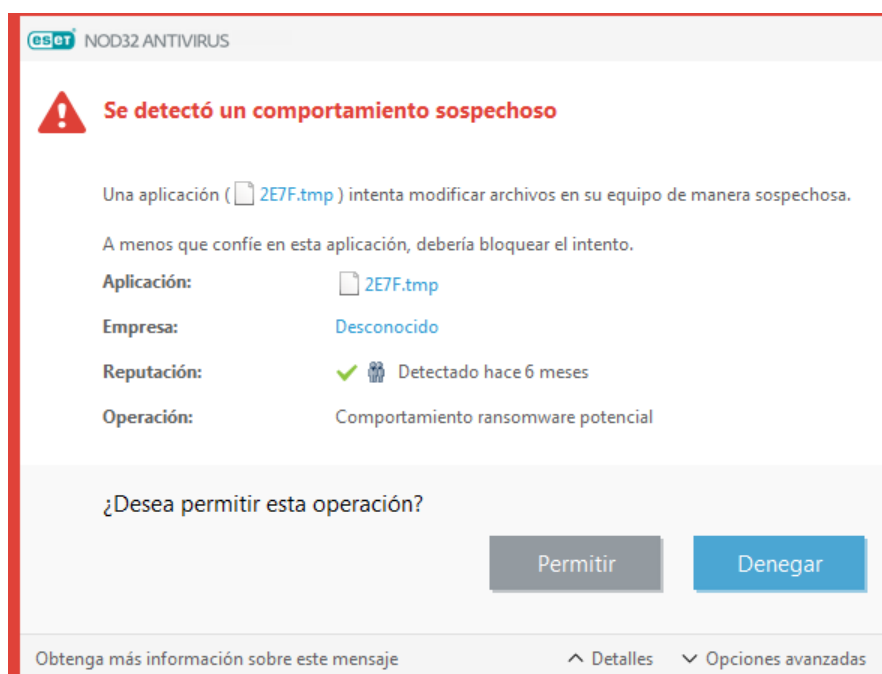 eset NOD32 ANTIVIRUS
Se detectó un comportamiento sospechoso
Una aplicación ( 2E7F.tmp ) intenta modificar archivos en su equipo de manera sospechosa.
A menos que confíe en esta aplicación, debería bloquear el intento.
Aplicación: 2E7F.tmp
Empresa: Desconocido
Reputación: Detectado hace 6 meses
Operación: Comportamiento ransomware potencial
¿Desea permitir esta operación?
Permitir Denegar
Obtenga más información sobre este mensaje Detalles Opciones avanzadas